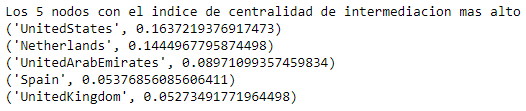 Los 5 nodos con el indice de centralidad de intermediacion mas alto
('UnitedStates', 0.1637219376917473)
('Netherlands', 0.1444967795874498)
('UnitedArabEmirates', 0.08971099357459834)
('Spain', 0.05376856085606411)
('UnitedKingdom', 0.05273491771964498)